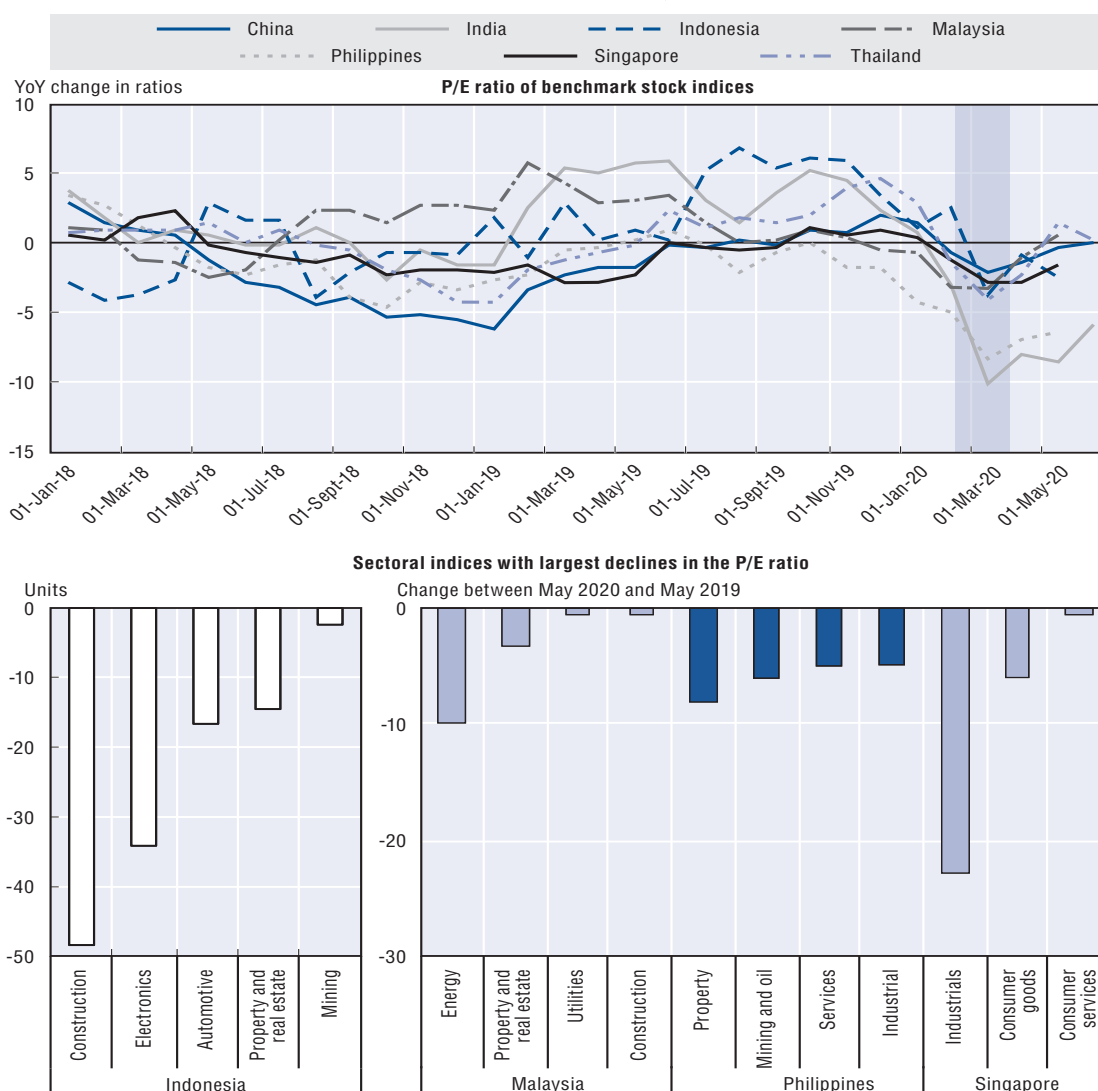 China India Indonesia Malaysia
Philippines Singapore Thailand
YoY change in ratios
P/E ratio of benchmark stock indices
10
5
0
-5
-10
-15
01-Jan-18 01-Mar-18 01-May-18 01-Jul-18 01-Sept-18 01-Nov-18 01-Jan-19 01-Mar-19 01-May-19 01-Jul-19 01-Sept-19 01-Nov-19 01-Jan-20 01-Mar-20 01-May-20
Sectoral indices with largest declines in the P/E ratio
Units
0
-10
-20
-30
-40
-50
Construction
Electronics
Automotive
Property and
real estate
Mining
Indonesia
Change between May 2020 and May 2019
0
-10
-20
-30
Energy
Property and
real estate
Utilities
Construction
Property
Mining and oil
Services
Industrial
Industrials
Consumer
goods
Consumer
services
Malaysia Philippines Singapore